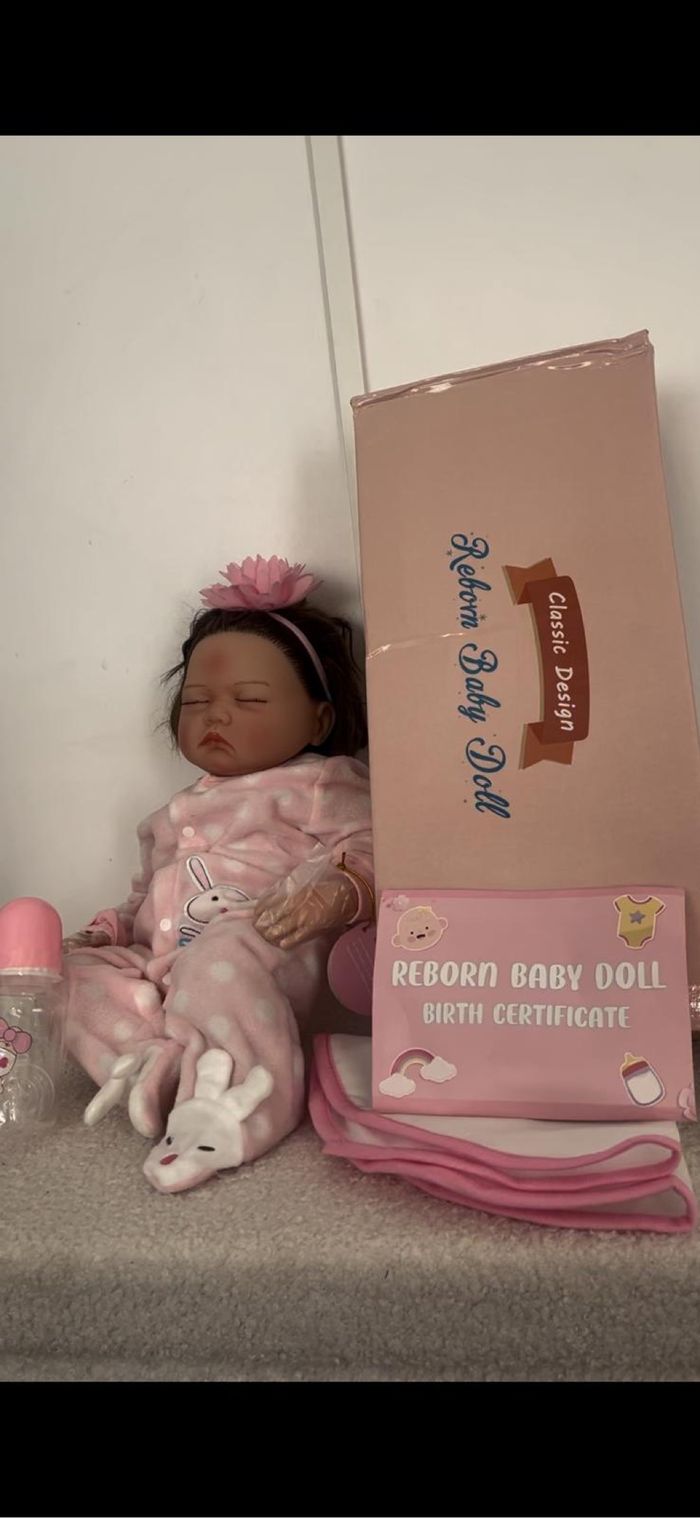 Classic Design
Reborn Baby Doll
REBORN BABY DOLL
BIRTH CERTIFICATE